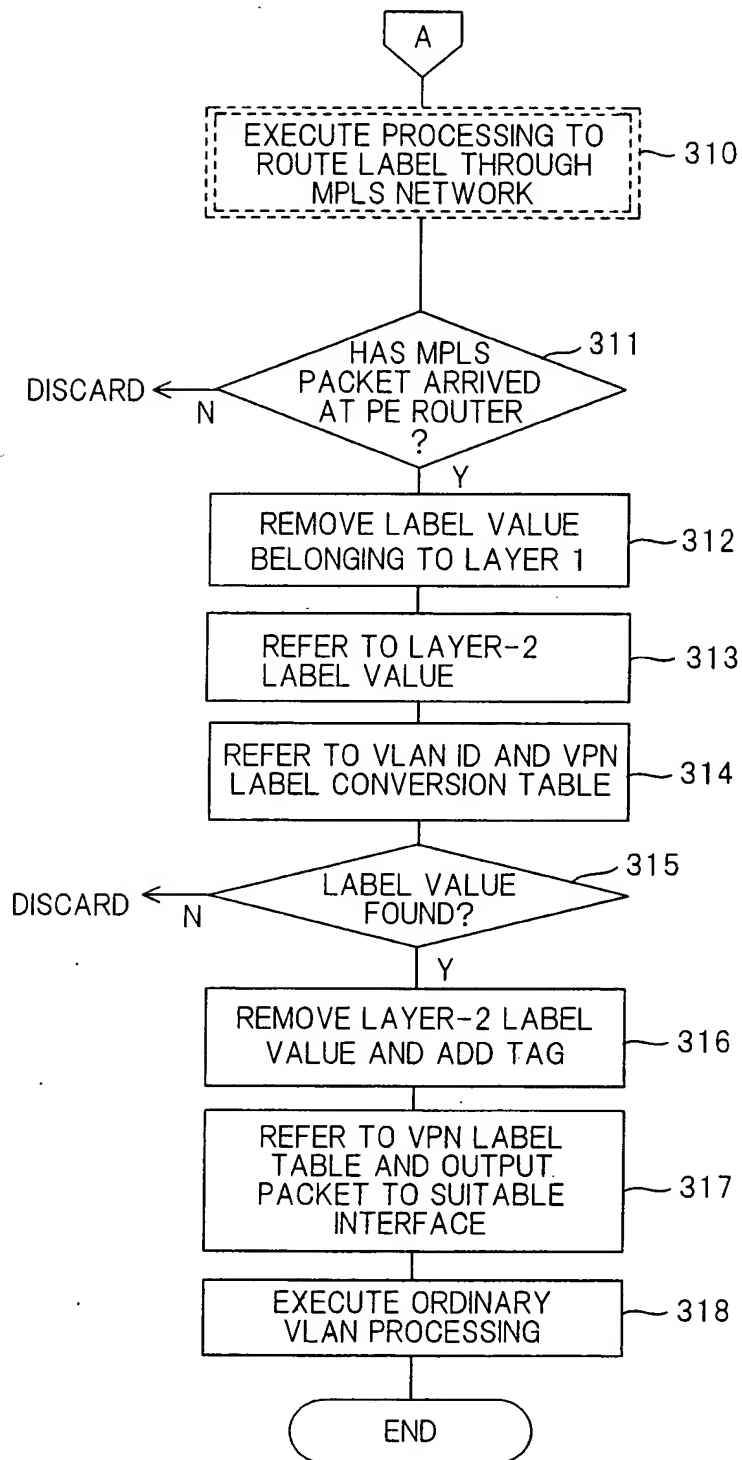 A
EXECUTE PROCESSING TO
ROUTE LABEL THROUGH
MPLS NETWORK
310
HAS MPLS
PACKET ARRIVED
AT PE ROUTER
?
311
DISCARD
N
Y
REMOVE LABEL VALUE
BELONGING TO LAYER 1
312
REFER TO LAYER-2
LABEL VALUE
313
REFER TO VLAN ID AND VPN
LABEL CONVERSION TABLE
314
LABEL VALUE
FOUND?
315
DISCARD
N
Y
REMOVE LAYER-2 LABEL
VALUE AND ADD TAG
316
REFER TO VPN LABEL
TABLE AND OUTPUT
PACKET TO SUITABLE
INTERFACE
317
EXECUTE ORDINARY
VLAN PROCESSING
318
END